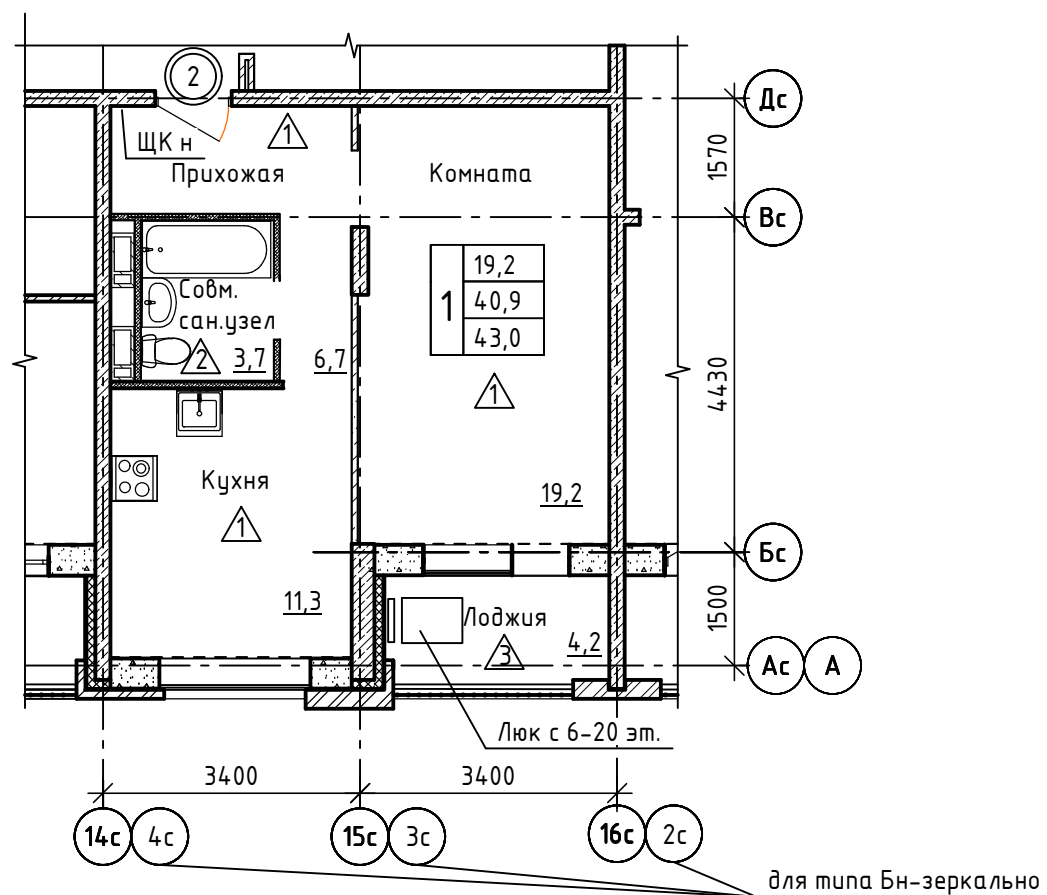 2
Дс
1
ЩК н
Прихожая
Комната
1570
Вс
19,2
1
40,9
43,0
Совм.
сан.узел
2
3,7
6,7
1
4430
Кухня
1
19,2
Бс
11,3
Лоджия
3
4,2
1500
Ас
А
Люк с 6-20 эт.
3400
3400
14с
4с
15с
3с
16с
2с
для типа Бн-зеркально